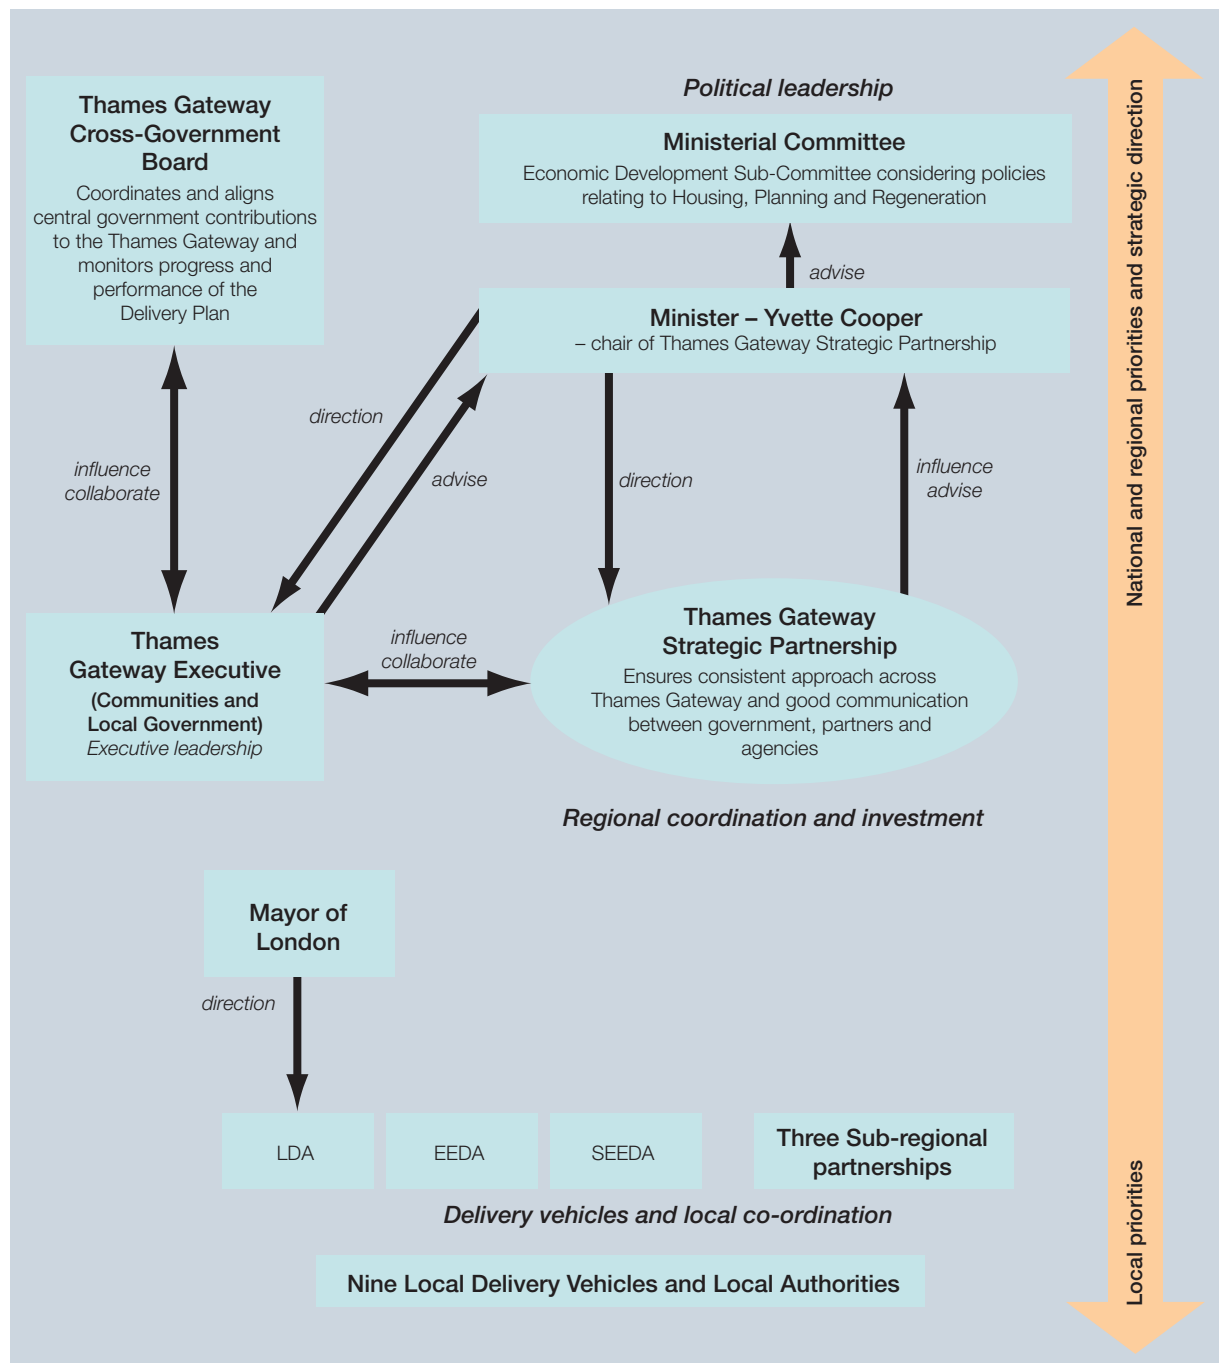 Thames Gateway
Cross-Government
Board
Coordinates and aligns
central government contributions
to the Thames Gateway and
monitors progress and
performance of the
Delivery Plan
Political leadership
Ministerial Committee
Economic Development Sub-Committee considering policies
relating to Housing, Planning and Regeneration
advise
Minister – Yvette Cooper
– chair of Thames Gateway Strategic Partnership
direction
advise
influence
collaborate
direction
influence
advise
Thames
Gateway Executive
(Communities and
Local Government)
Executive leadership
influence
collaborate
Thames Gateway
Strategic Partnership
Ensures consistent approach across
Thames Gateway and good communication
between government, partners and
agencies
Regional coordination and investment
Mayor of
London
direction
LDA
EEDA
SEEDA
Three Sub-regional
partnerships
Delivery vehicles and local co-ordination
Nine Local Delivery Vehicles and Local Authorities
National and regional priorities and strategic direction
Local priorities